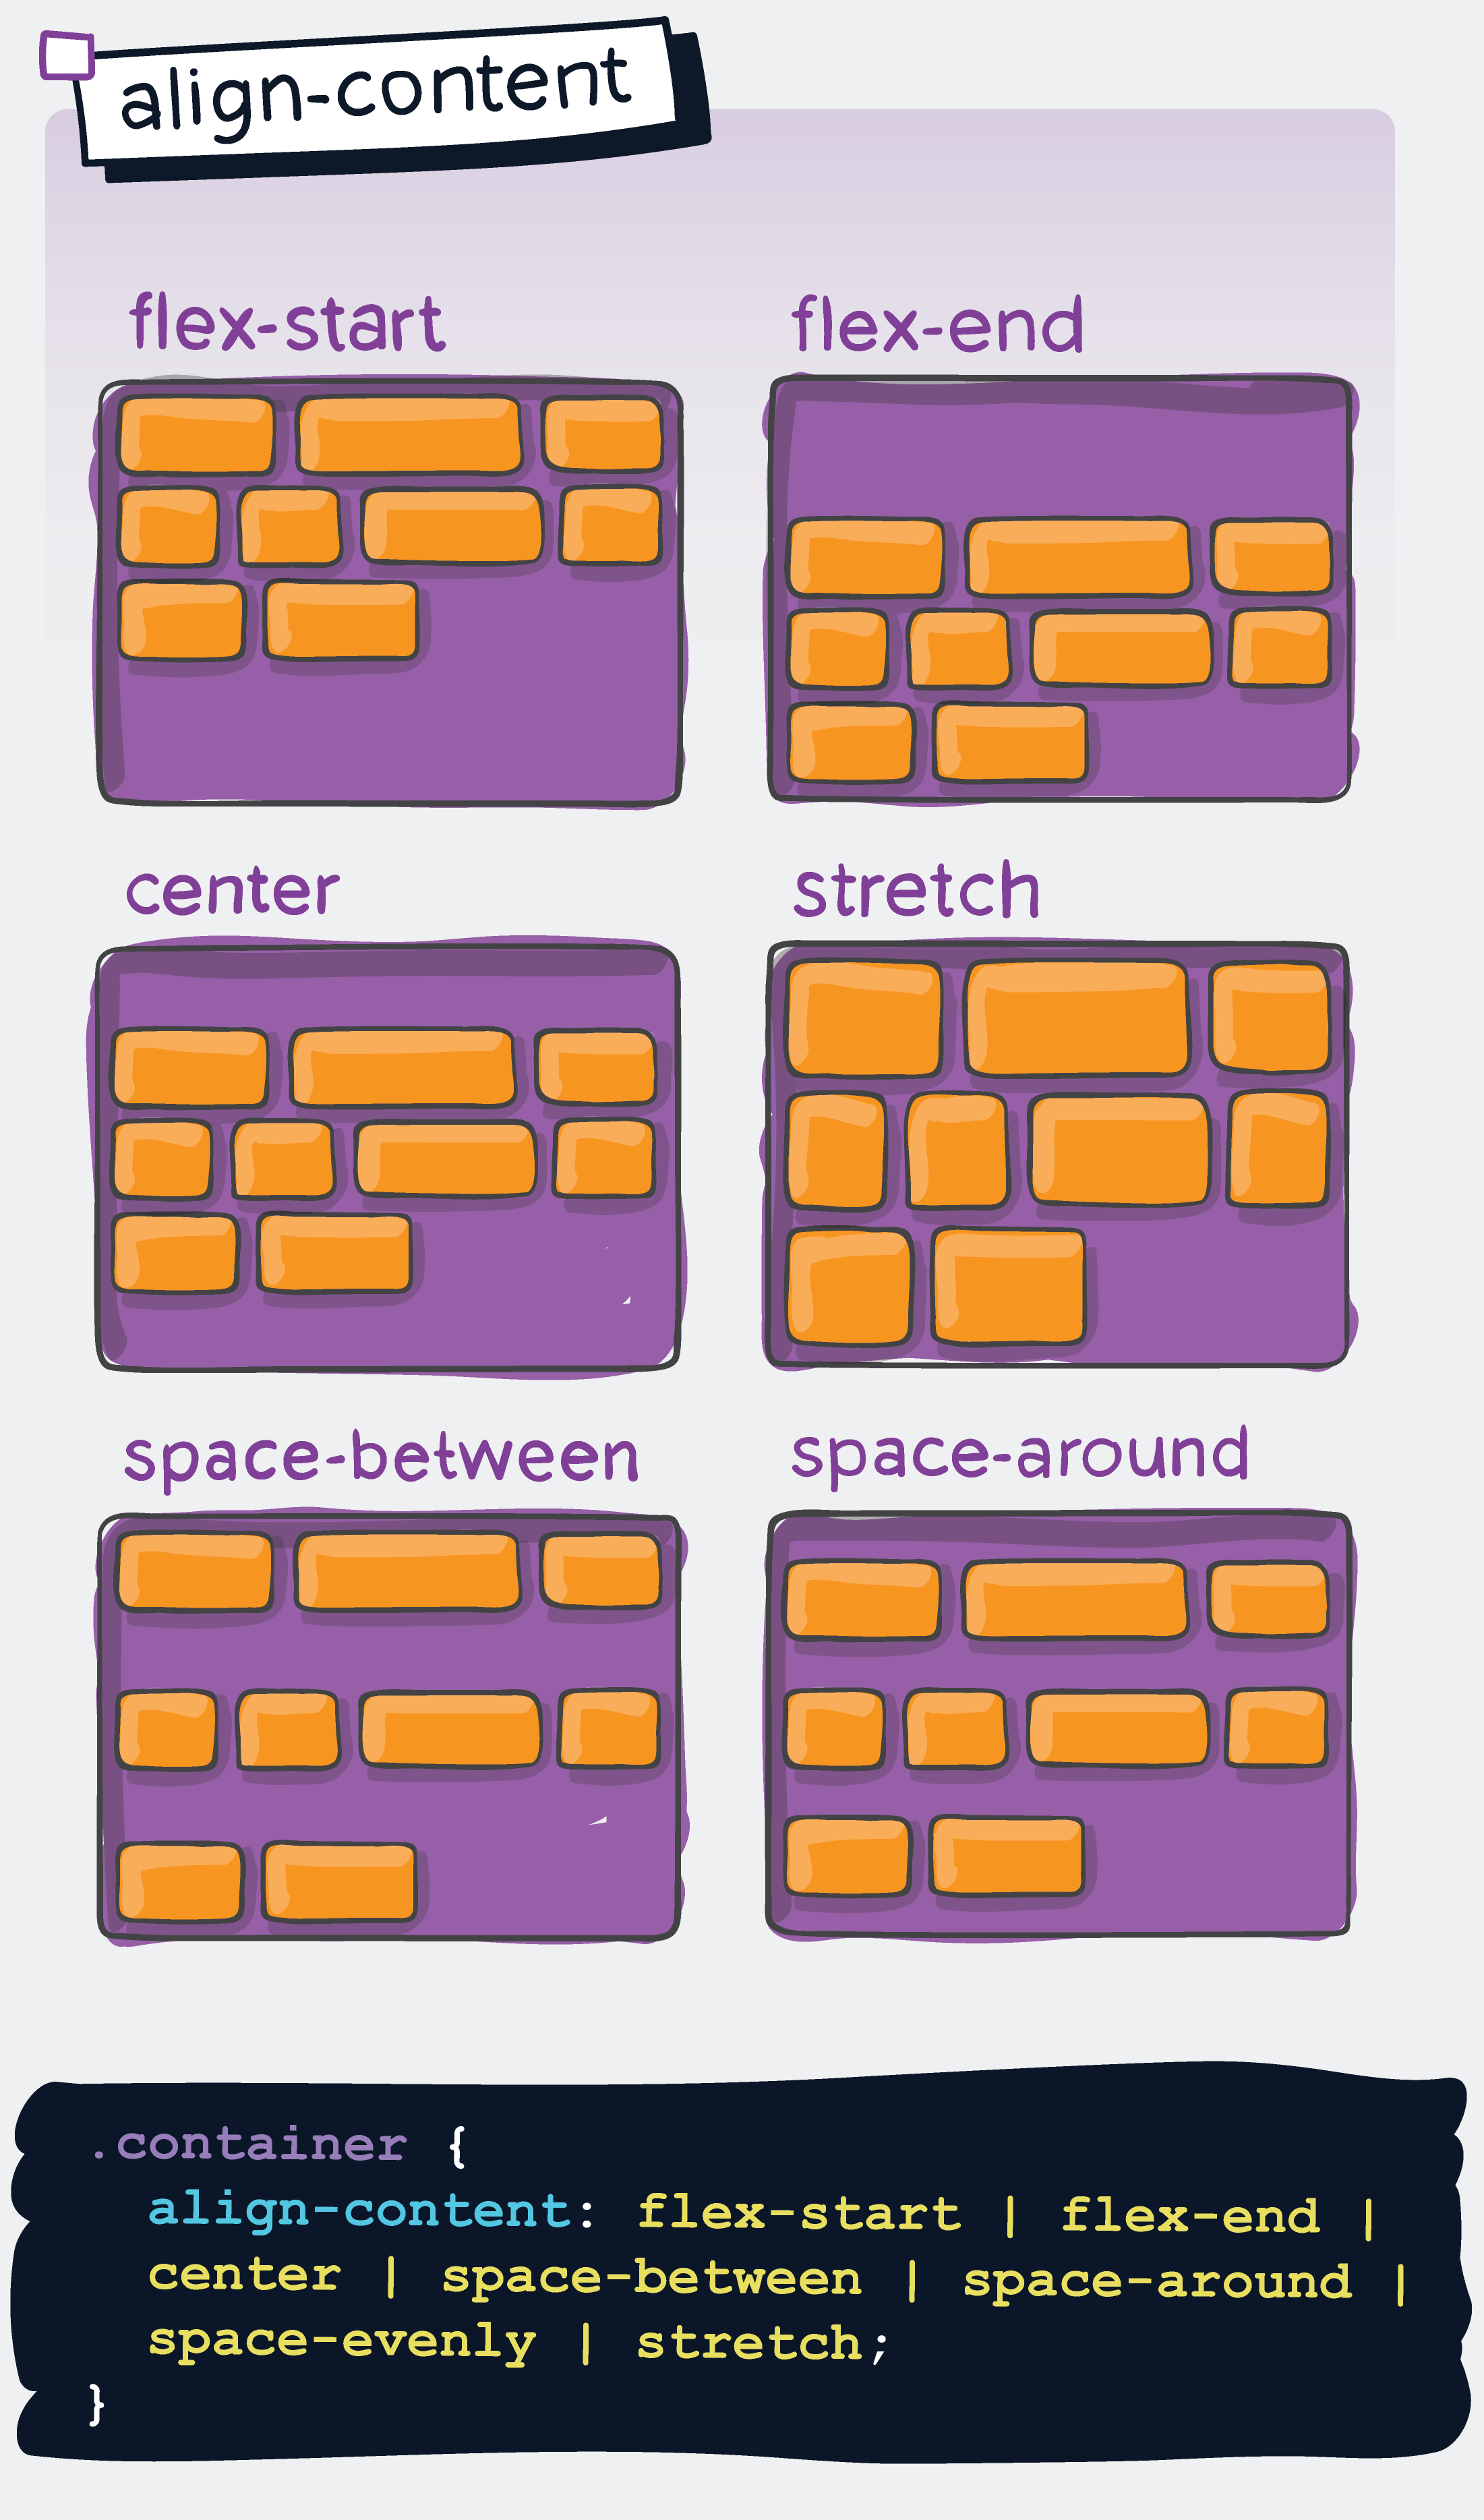 align-content
flex-start
flex-end
center
stretch
space-between
space-around
.container {
align-content: flex-start | flex-end |
center | space-between | space-around |
space-evenly | stretch;
}